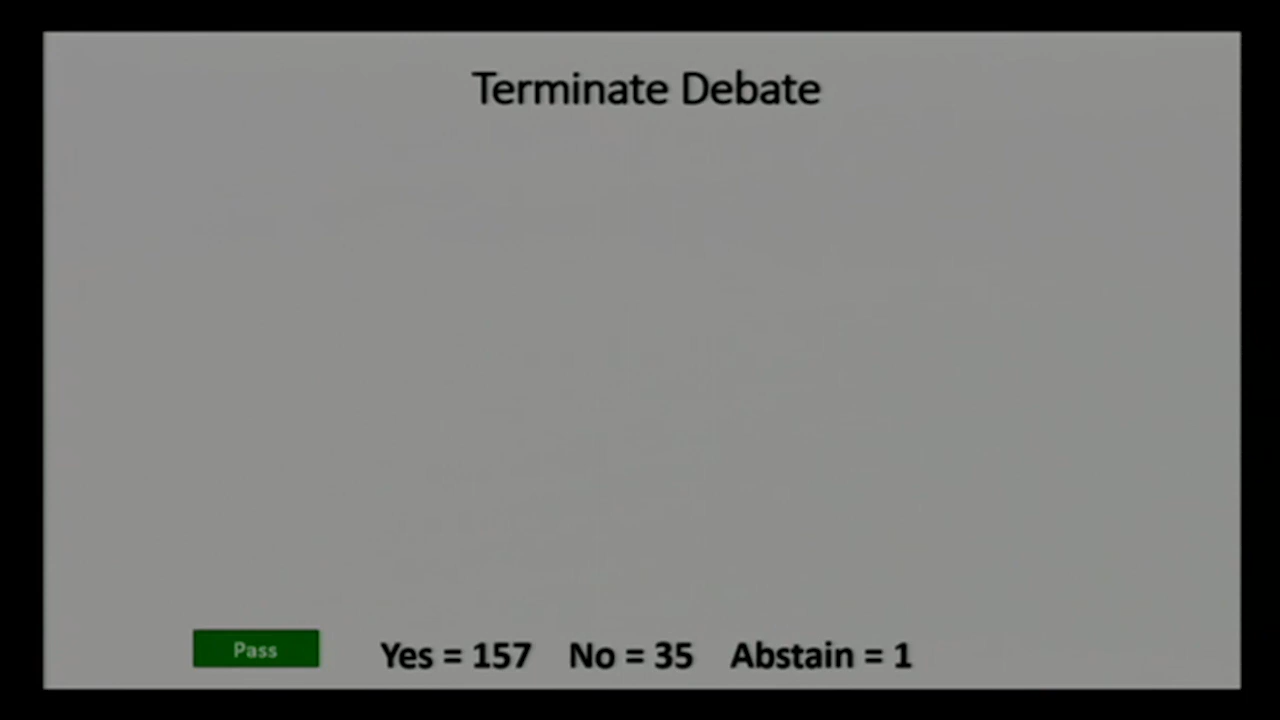 Terminate Debate
Pass
Yes = 157 No = 35 Abstain = 1